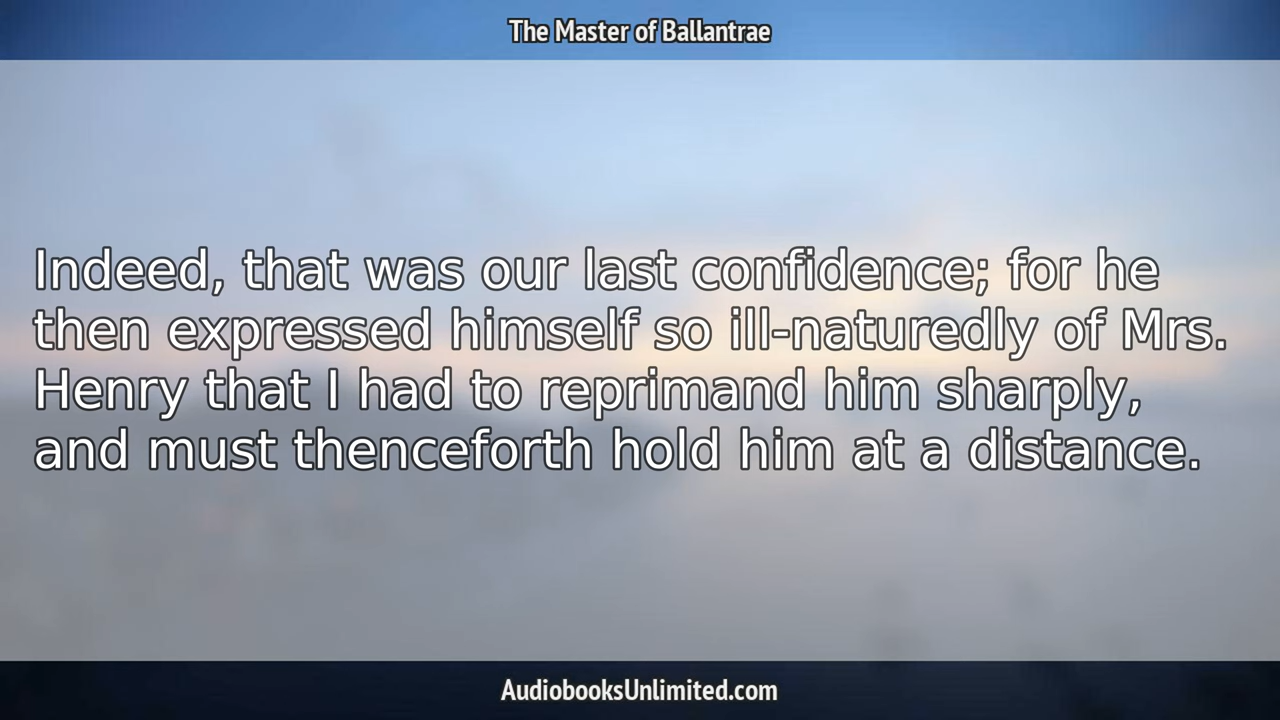 The Master of Ballantrae
Indeed, that was our last confidence; for he
then expressed himself so ill-naturedly of Mrs.
Henry that I had to reprimand him sharply,
and must thenceforth hold him at a distance.
AudiobooksUnlimited.com